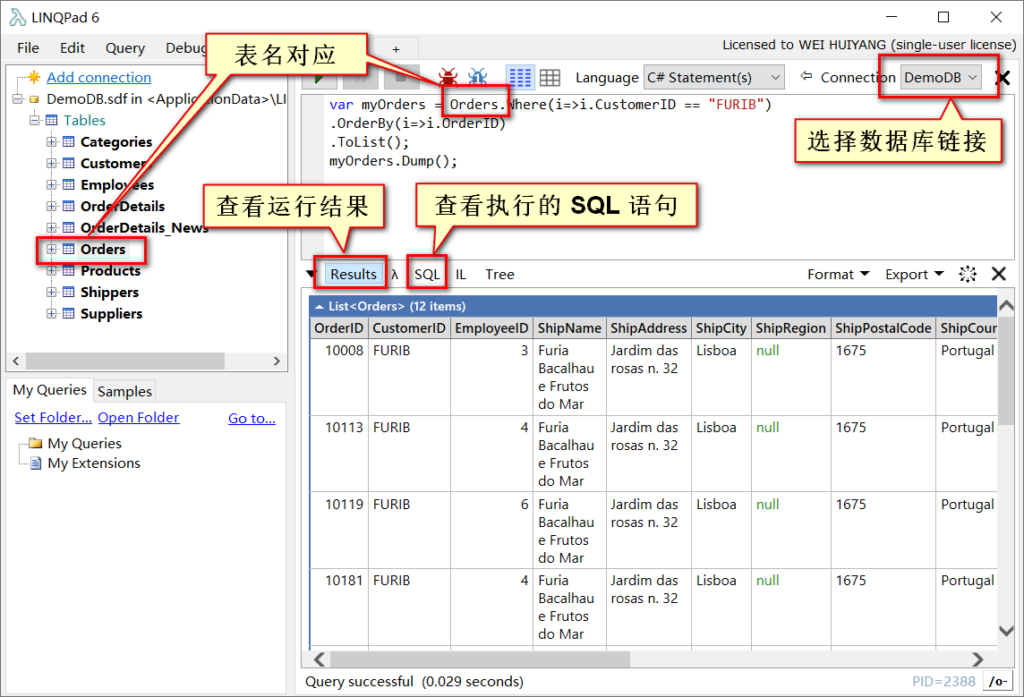 LINQPad 6
File Edit Query Debug
+
Licensed to WEI HUIYANG (single-user license)
表名对应
Add connection
Language C# Statement(s)
Connection DemoDB
DemoDB.sdf in <ApplicationData>\LI
Tables
Categories
Customer
Employees
OrderDetails
OrderDetails_News
Orders
Products
Shippers
Suppliers
var myOrders = Orders.Where(i=>i.CustomerID == "FURIB")
.OrderBy(i=>i.OrderID)
.ToList();
myOrders.Dump();
选择数据库链接
查看运行结果
查看执行的 SQL 语句
Results λ SQL IL Tree
Format Export
List<Orders> (12 items)
OrderID CustomerID EmployeeID ShipName ShipAddress ShipCity ShipRegion ShipPostalCode ShipCour
10008 FURIB 3 Furia Jardim das Lisboa null 1675 Portugal
Bacalhau rosas n. 32
e Frutos
do Mar
10113 FURIB 4 Furia Jardim das Lisboa null 1675 Portugal
Bacalhau rosas n. 32
e Frutos
do Mar
10119 FURIB 6 Furia Jardim das Lisboa null 1675 Portugal
Bacalhau rosas n. 32
e Frutos
do Mar
10181 FURIB 4 Furia Jardim das Lisboa null 1675 Portugal
Bacalhau rosas n. 32
e Frutos
do Mar
My Queries Samples
Set Folder... Open Folder Go to...
My Queries
My Extensions
Query successful (0.029 seconds)
PID=2388 /o-